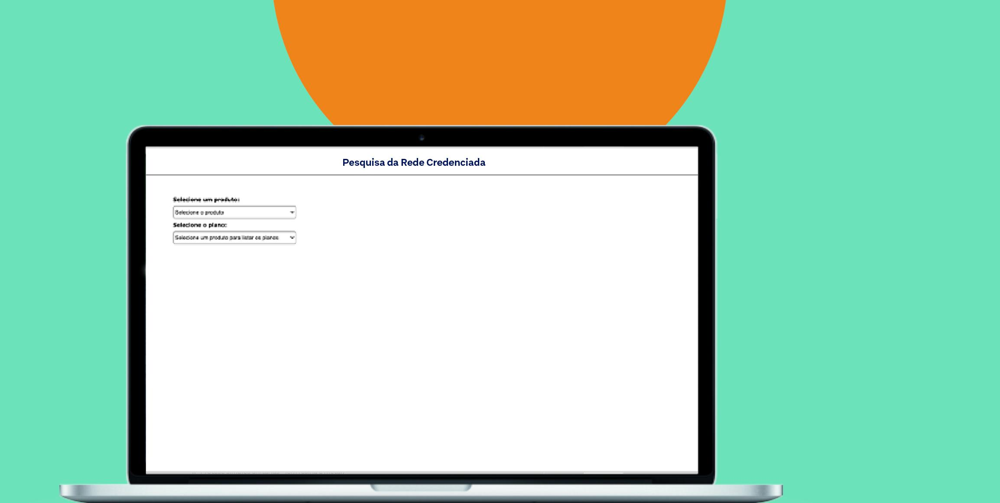 Pesquisa da Rede Credenciada
Selecione um produto:
Selecione o produto
Selecione o plano:
Selecione um produto para listar os planos